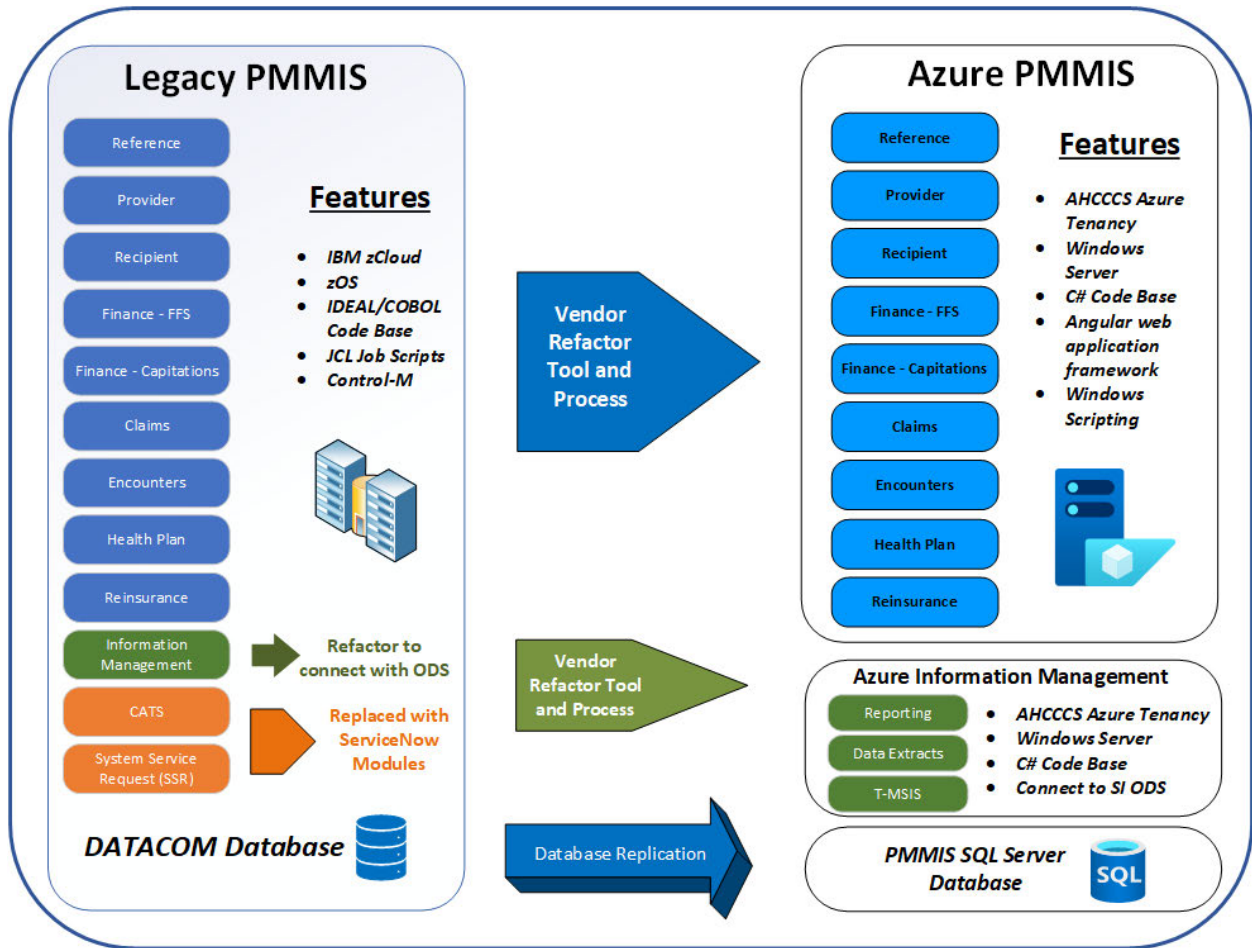 Legacy PMMIS
Reference
Provider
Recipient
Finance - FFS
Finance - Capitations
Claims
Encounters
Health Plan
Reinsurance
Information
Management
CATS
System Service
Request (SSR)
Features
• IBM zCloud
• zOS
• IDEAL/COBOL
Code Base
• JCL Job Scripts
• Control-M
Refactor to
connect with ODS
Replaced with
ServiceNow
Modules
DATACOM Database
Vendor
Refactor
Tool and
Process
Vendor
Refactor Tool
and Process
Database Replication
Azure PMMIS
Reference
Provider
Recipient
Finance - FFS
Finance - Capitations
Claims
Encounters
Health Plan
Reinsurance
Features
• AHCCCS Azure
Tenancy
• Windows
Server
• C# Code Base
• Angular web
application
framework
• Windows
Scripting
Azure Information Management
Reporting
Data Extracts
T-MSIS
• AHCCCS Azure Tenancy
• Windows Server
• C# Code Base
• Connect to SI ODS
PMMIS SQL Server
Database
SQL